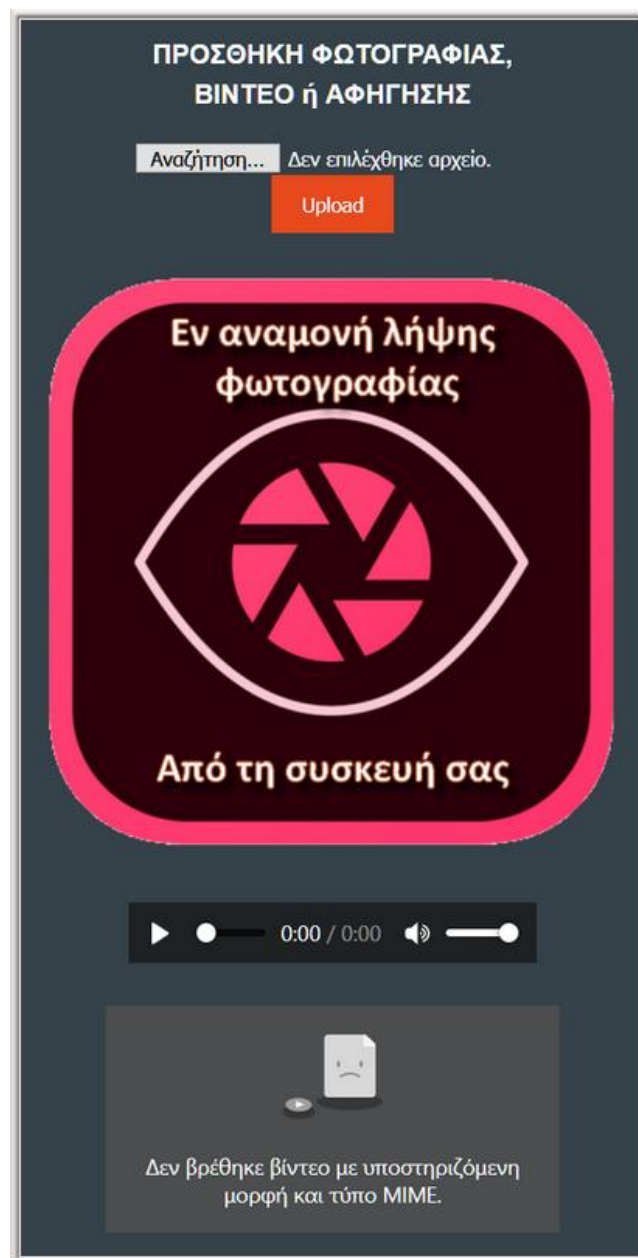 ΠΡΟΣΘΗΚΗ ΦΩΤΟΓΡΑΦΙΑΣ,
ΒΙΝΤΕΟ ή ΑΦΗΓΗΣΗΣ
Αναζήτηση... Δεν επιλέχθηκε αρχείο.
Upload
Εν αναμονή λήψης
φωτογραφίας
Από τη συσκευή σας
0:00 / 0:00
Δεν βρέθηκε βίντεο με υποστηριζόμενη
μορφή και τύπο MIME.